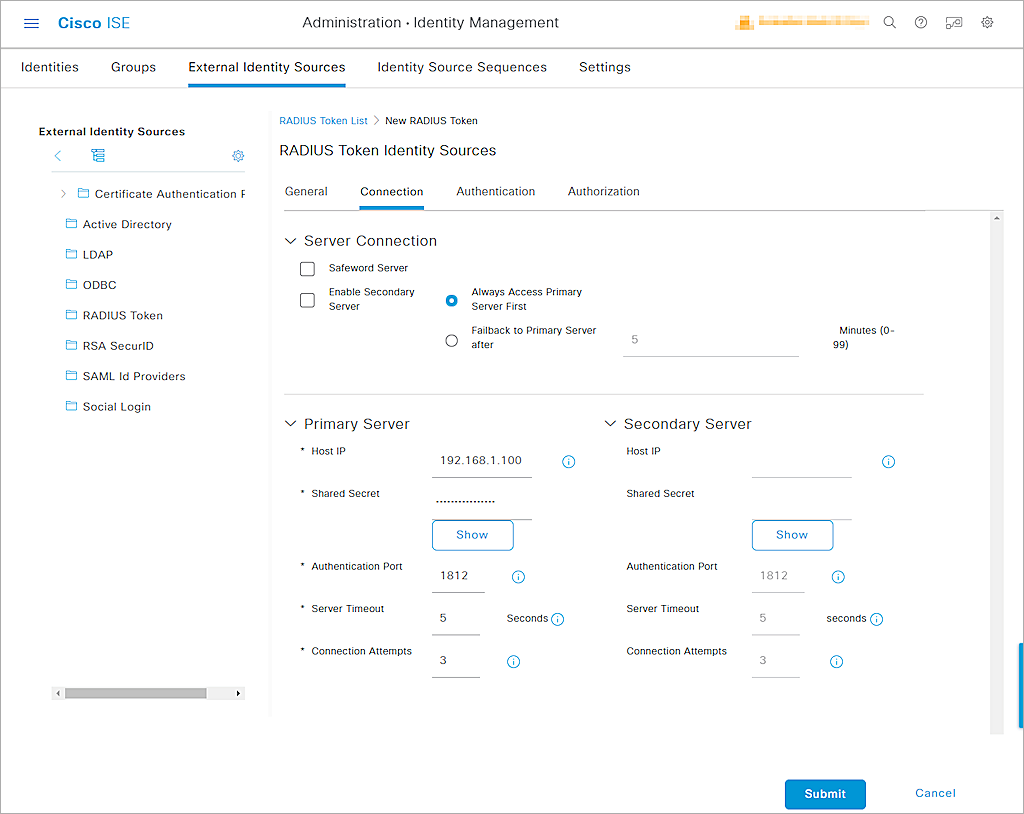 Cisco ISE
Administration · Identity Management
Identities Groups External Identity Sources Identity Source Sequences Settings
External Identity Sources
Certificate Authentication F
Active Directory
LDAP
ODBC
RADIUS Token
RSA SecurID
SAML Id Providers
Social Login
RADIUS Token List > New RADIUS Token
RADIUS Token Identity Sources
General Connection Authentication Authorization
Server Connection
Safeword Server
Enable Secondary
Server
Always Access Primary
Server First
Failback to Primary Server
after
5
Minutes (0-
99)
Primary Server
* Host IP
192.168.1.100
* Shared Secret
Show
* Authentication Port
1812
* Server Timeout
5
Seconds
* Connection Attempts
3
Secondary Server
Host IP
Shared Secret
Show
Authentication Port
1812
Server Timeout
5
seconds
Connection Attempts
3
Submit Cancel